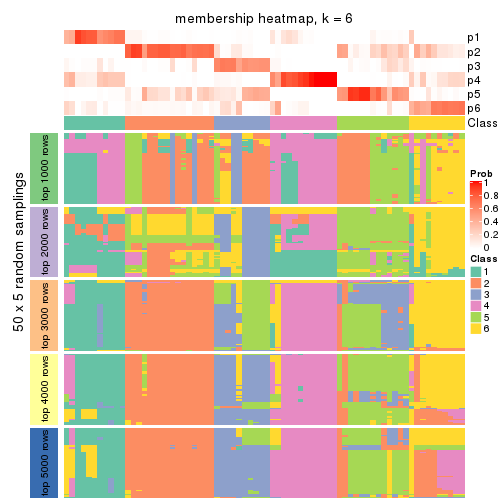 membership heatmap, k = 6
p1
p2
p3
p4
p5
p6
Class
50 x 5 random samplings
top 1000 rows
top 2000 rows
top 3000 rows
top 4000 rows
top 5000 rows
Prob
1
0.8
0.6
0.4
0.2
0
Class
1
2
3
4
5
6